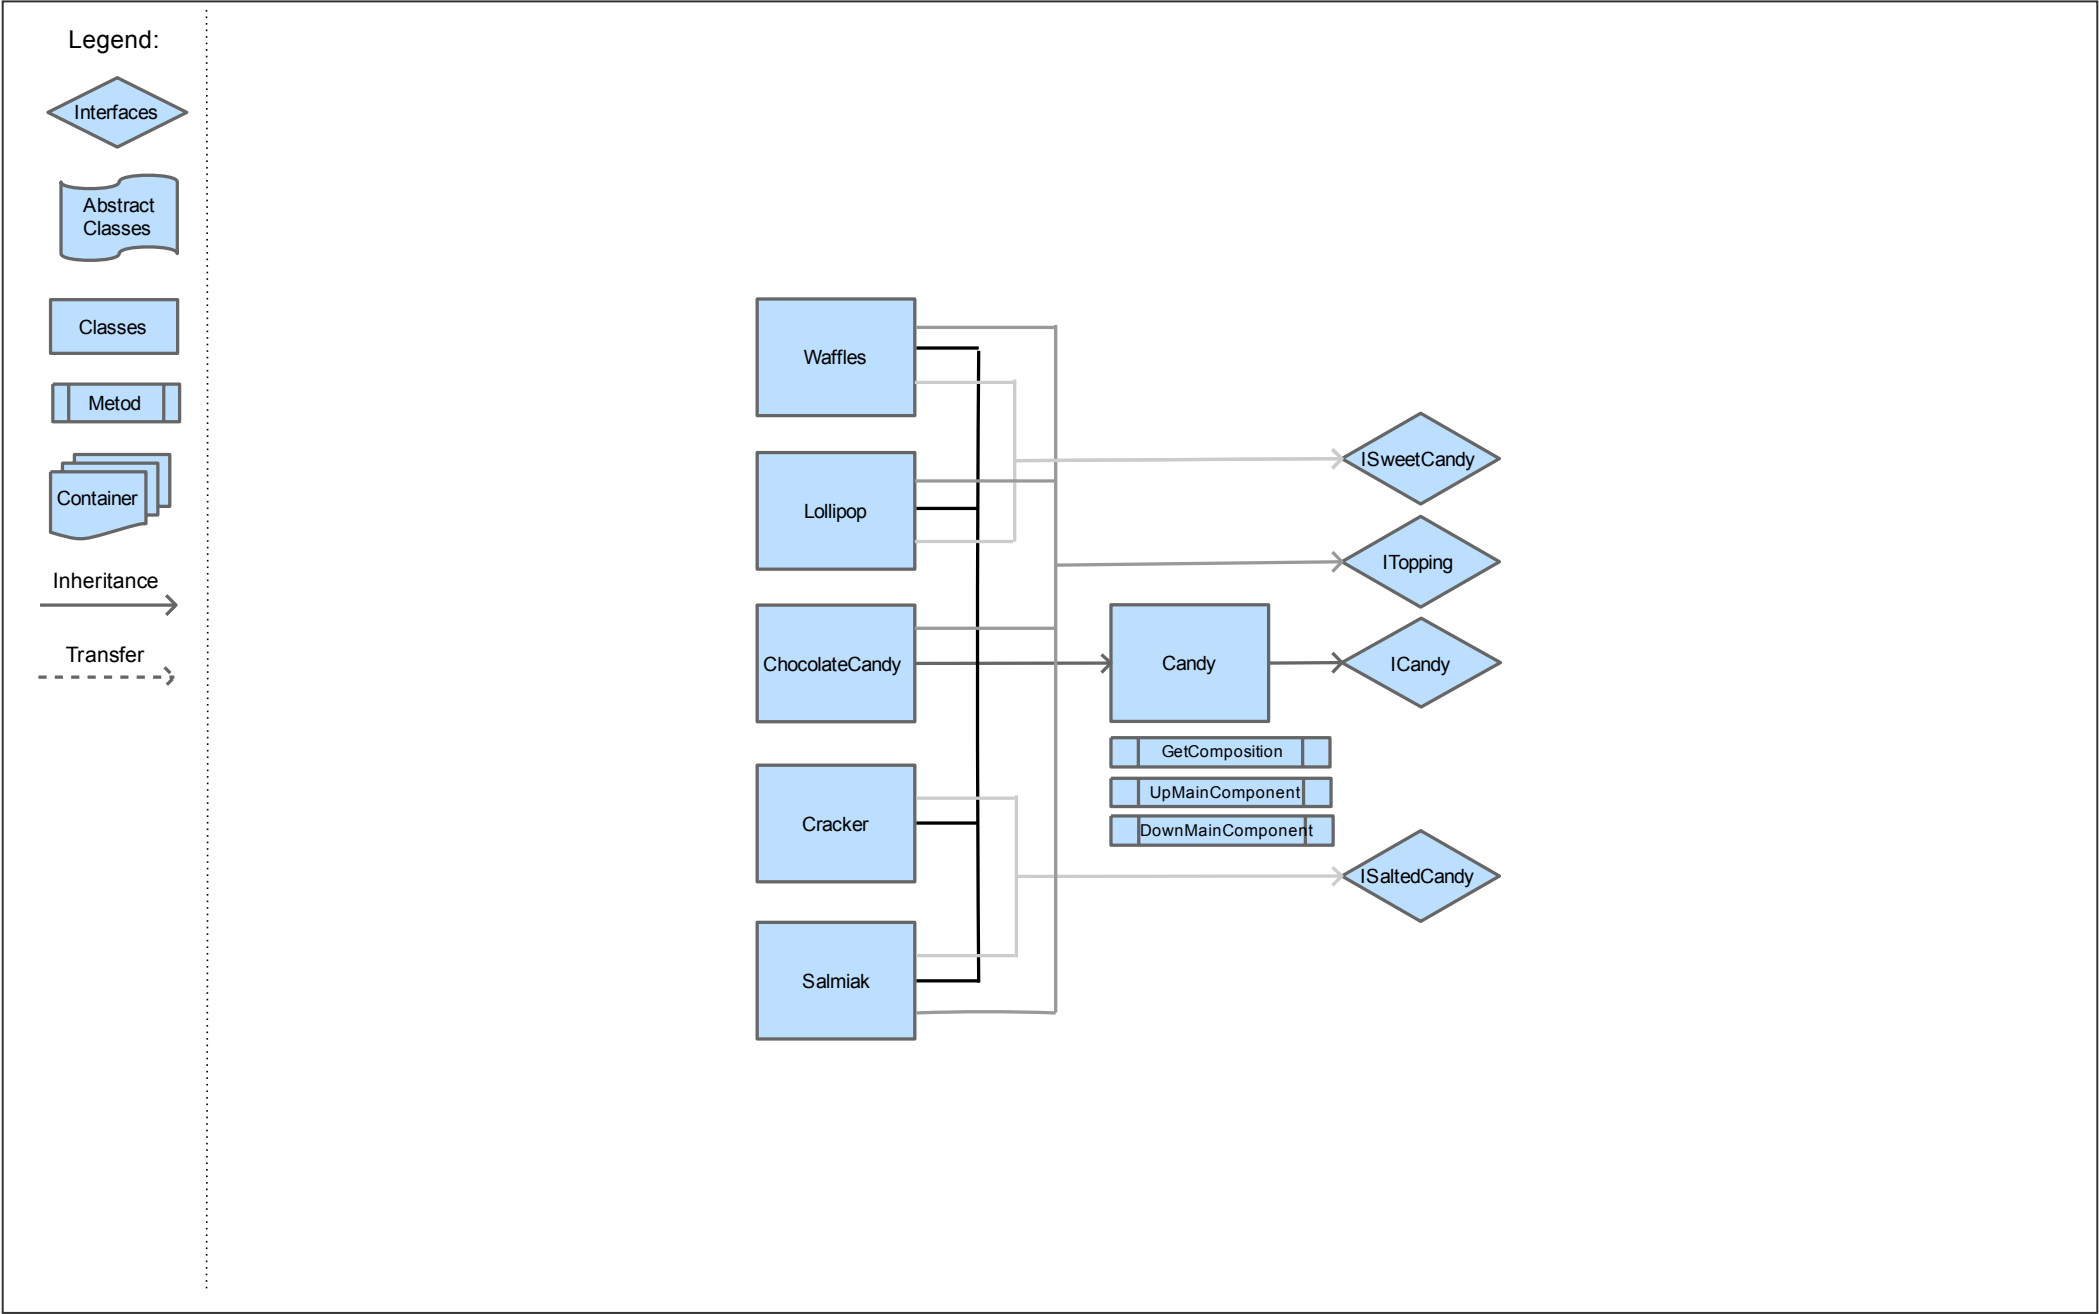 Legend:
Interfaces
Abstract
Classes
Classes
Metod
Container
Inheritance
Transfer
Waffles
Lollipop
ChocolateCandy
Cracker
Salmiak
Candy
GetComposition
UpMainComponent
DownMainComponent
ISweetCandy
ITopping
ICandy
ISaltedCandy